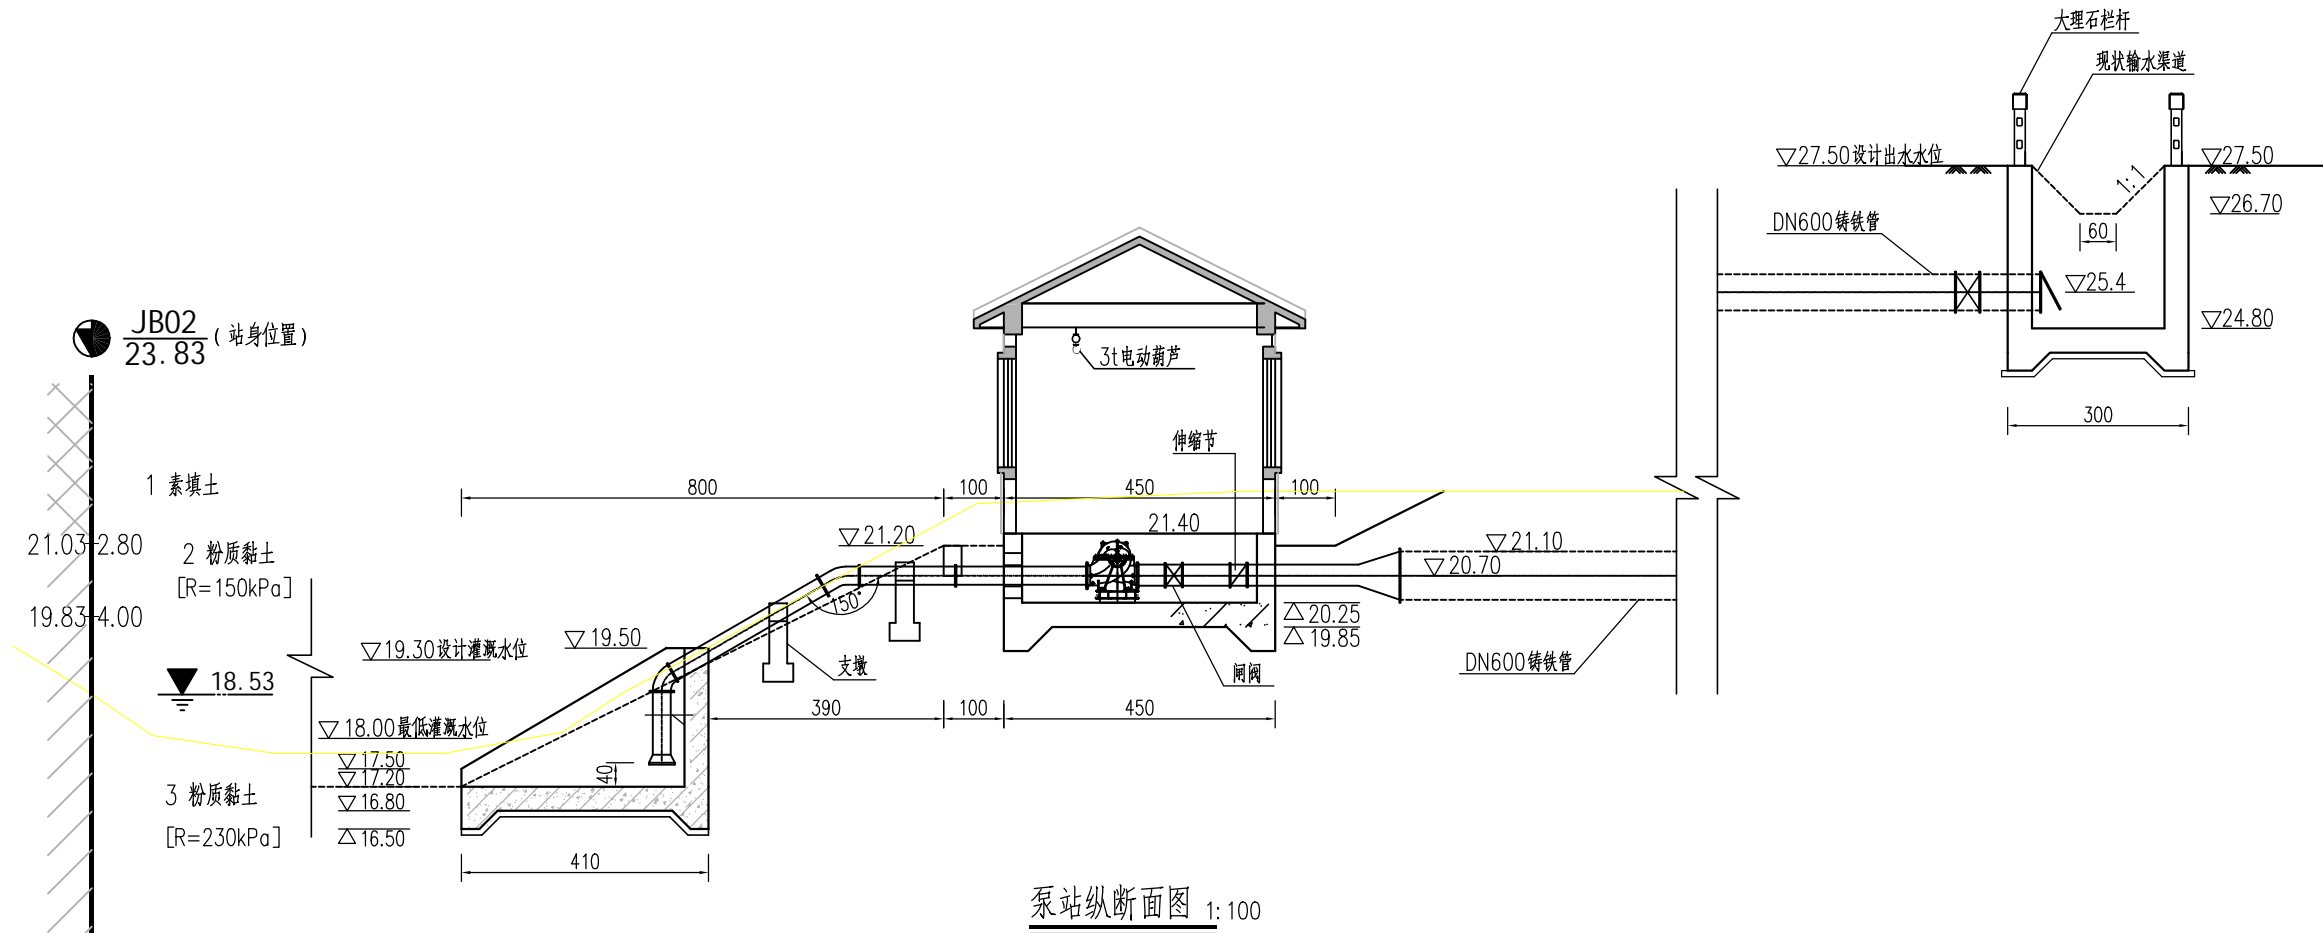 大理石栏杆
现状输水渠道
27.50设计出水水位
27.50
1:1
26.70
DN600铸铁管
60
25.4
24.80
300
JB02
23.83
(站身位置)
3t电动葫芦
伸缩节
1 素填土
800
100
450
100
21.20
21.40
21.03
2.80
2 粉质黏土
[R=150kPa]
21.10
20.70
150°
19.83
4.00
20.25
19.85
19.50
19.30设计灌溉水位
支墩
闸阀
DN600铸铁管
18.53
390
100
450
18.00最低灌溉水位
17.50
17.20
40
3 粉质黏土
16.80
[R=230kPa]
16.50
410
泵站纵断面图 1:100